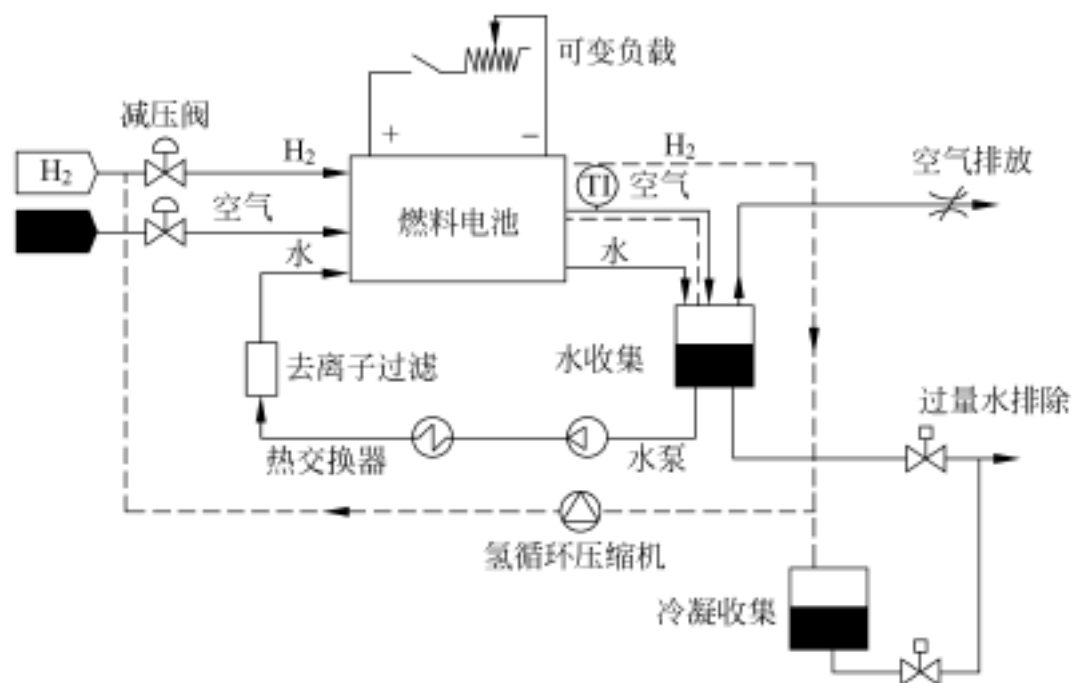 可变负载
减压阀
+
−
H₂
H₂
H₂
空气排放
TI
空气
空气
燃料电池
水
水
水收集
去离子过滤
过量水排除
热交换器
水泵
氢循环压缩机
冷凝收集